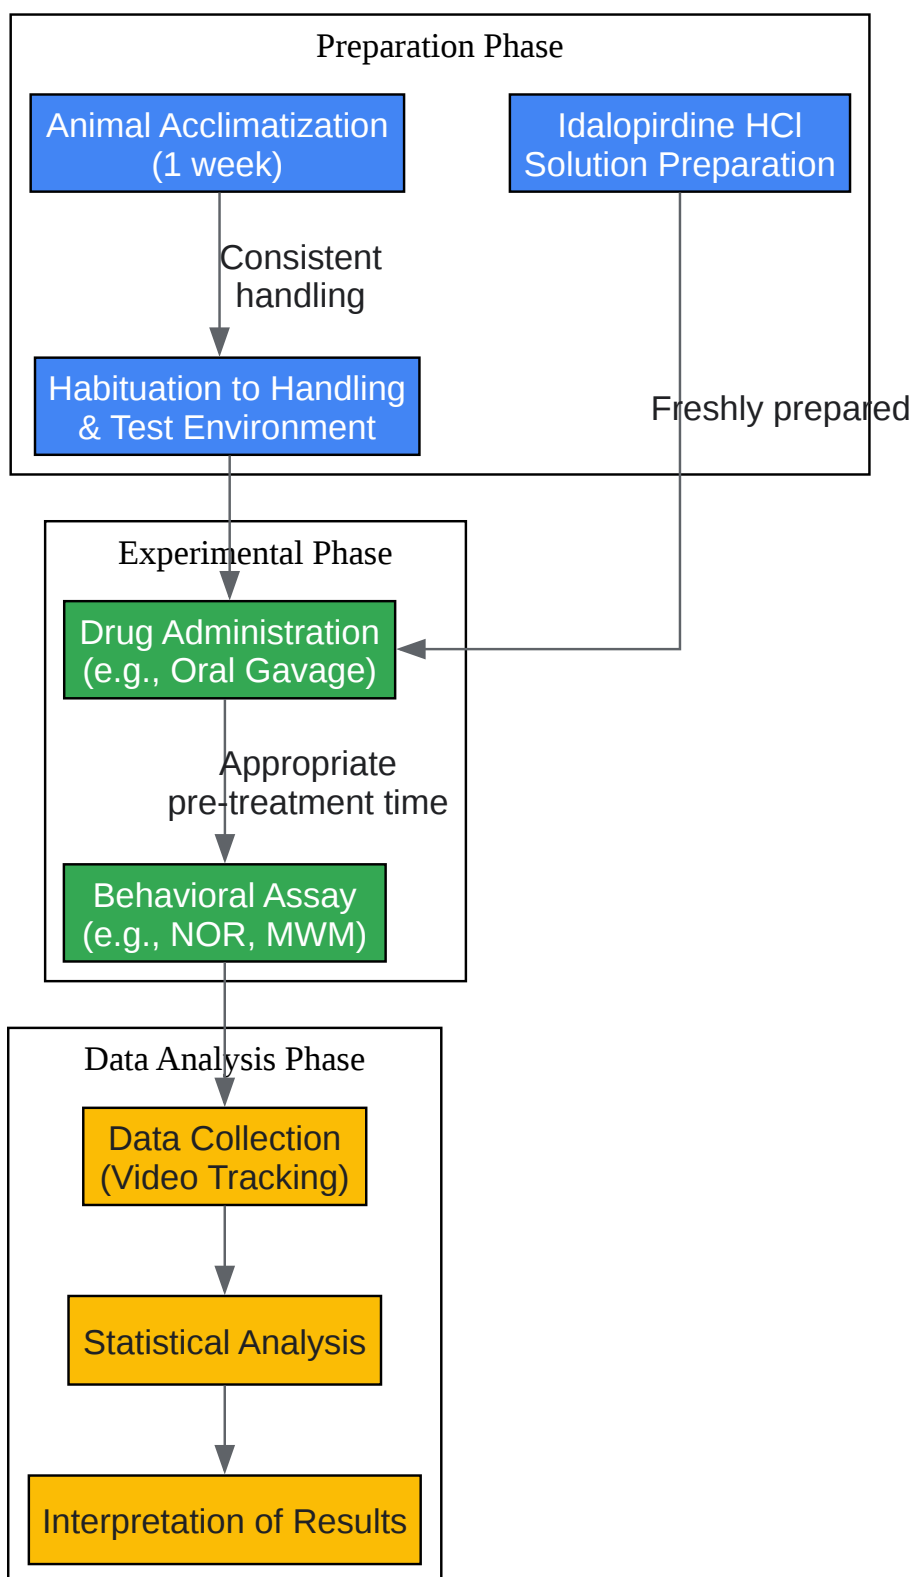 Preparation Phase
Animal Acclimatization
(1 week)
Idalopirdine HCl
Solution Preparation
Consistent
handling
Habituation to Handling
& Test Environment
Freshly prepared
Experimental Phase
Drug Administration
(e.g., Oral Gavage)
Appropriate
pre-treatment time
Behavioral Assay
(e.g., NOR, MWM)
Data Analysis Phase
Data Collection
(Video Tracking)
Statistical Analysis
Interpretation of Results